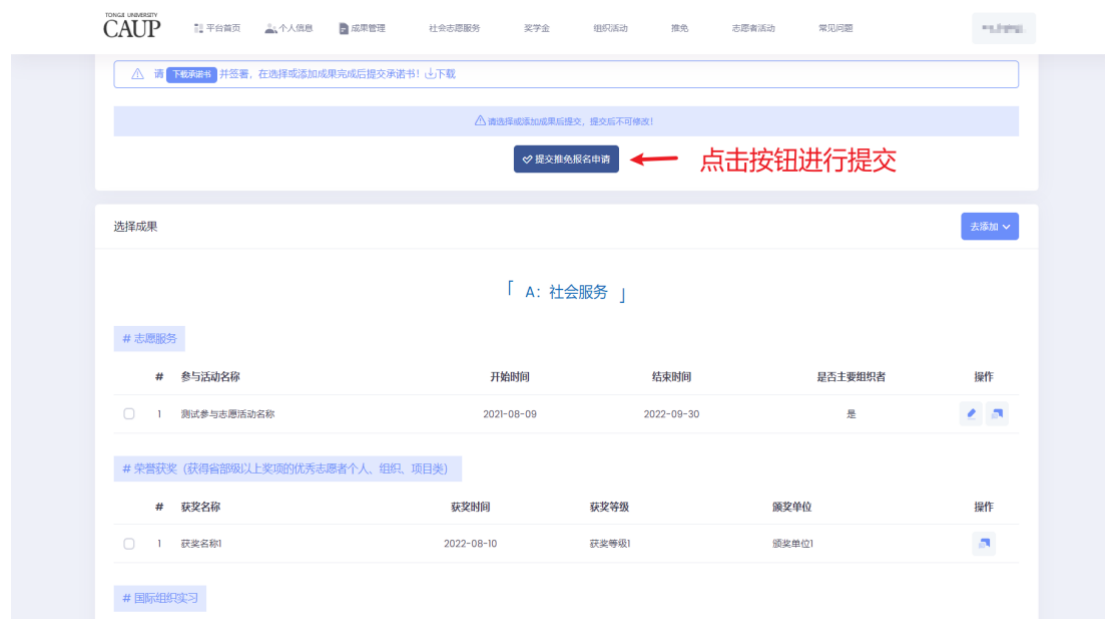 TONGJI UNIVERSITY
CAUP 平台首页 个人信息 成果管理 社会志愿服务 奖学金 组织活动 推免 志愿者活动 常见问题
请 下载承诺书 并签署，在选择或添加成果完成后提交承诺书！ 下载
请选择或添加成果后提交，提交后不可修改！
提交推免报名申请 点击按钮进行提交
选择成果 去添加
「 A：社会服务 」
# 志愿服务
# 参与活动名称 开始时间 结束时间 是否主要组织者 操作
1 测试参与志愿活动名称 2021-08-09 2022-09-30 是
# 荣誉获奖（获得省部级以上奖项的优秀志愿者个人、组织、项目类）
# 获奖名称 获奖时间 获奖等级 颁奖单位 操作
1 获奖名称1 2022-08-10 获奖等级1 颁奖单位1
# 国际组织实习